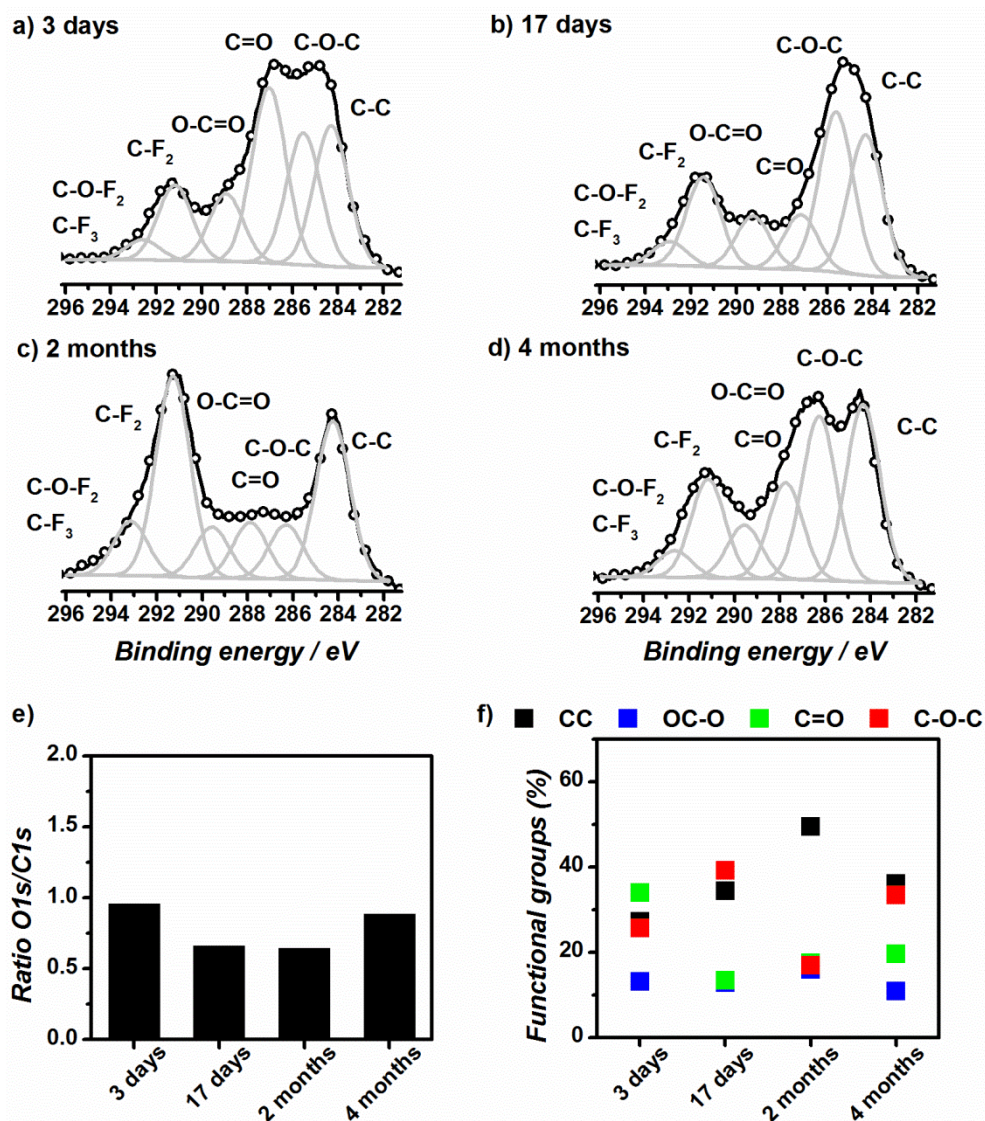 a) 3 days
C=O
C-O-C
C-C
O-C=O
C-F2
C-O-F2
C-F3
296 294 292 290 288 286 284 282
b) 17 days
C-O-C
C-C
O-C=O
C-F2
C=O
C-O-F2
C-F3
296 294 292 290 288 286 284 282
c) 2 months
C-F2
O-C=O
C-O-C
C-C
C=O
C-O-F2
C-F3
296 294 292 290 288 286 284 282
Binding energy / eV
d) 4 months
C-O-C
O-C=O
C-C
C=O
C-F2
C-O-F2
C-F3
296 294 292 290 288 286 284 282
Binding energy / eV
e)
Ratio O1s/C1s
2.0
1.5
1.0
0.5
0.0
3 days
17 days
2 months
4 months
f)
CC
OC-O
C=O
C-O-C
Functional groups (%)
60
40
20
0
3 days
17 days
2 months
4 months